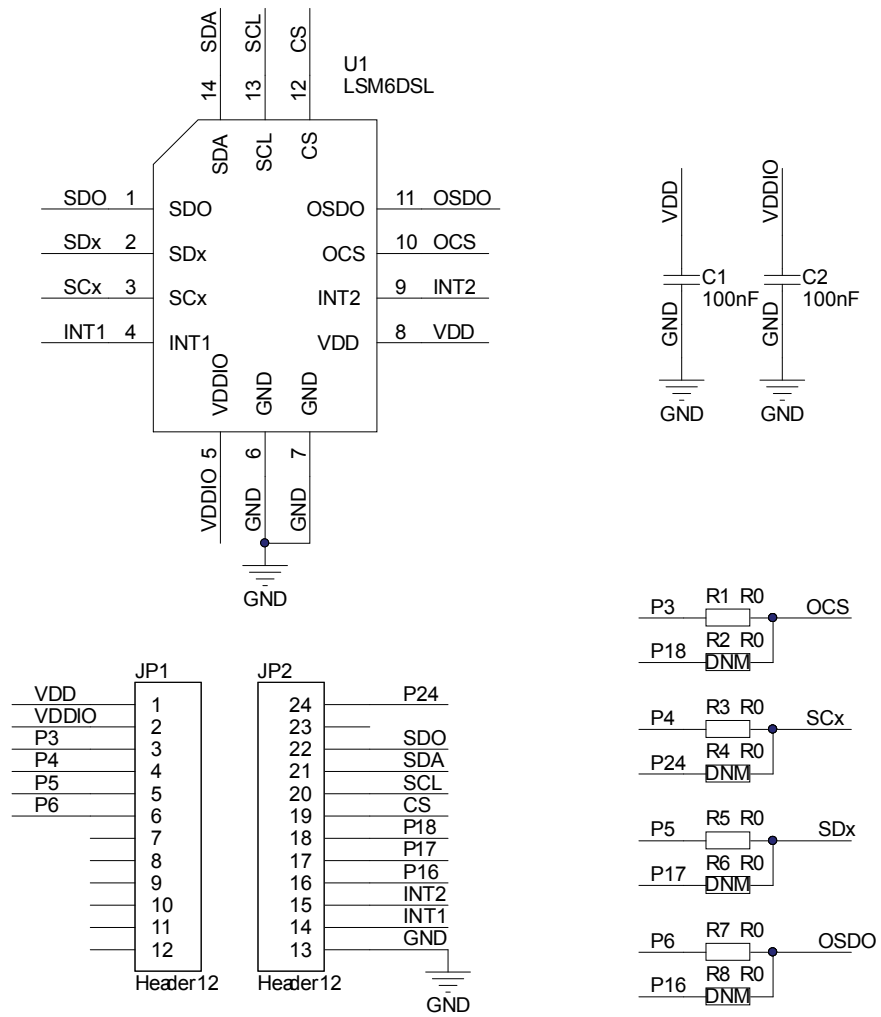 SDA SCL CS
14 13 12
U1
LSM6DSL
SDA SCL CS
SDO 1 SDO OSDO 11 OSDO
SDx 2 SDx OCS 10 OCS
SCx 3 SCx INT2 9 INT2
INT1 4 INT1 VDD 8 VDD
VDDIO GND GND
5 6 7
VDDIO GND GND
GND
VDD VDDIO
C1 C2
100nF 100nF
GND GND
GND GND
JP1
VDD 1
VDDIO 2
P3 3
P4 4
P5 5
P6 6
7
8
9
10
11
12
Header12
JP2
24 P24
23
22 SDO
21 SDA
20 SCL
19 CS
18 P18
17 P17
16 P16
15 INT2
14 INT1
13 GND
Header12
GND
P3 R1 R0 OCS
P18 R2 R0
DNM
P4 R3 R0 SCx
P24 R4 R0
DNM
P5 R5 R0 SDx
P17 R6 R0
DNM
P6 R7 R0 OSDO
P16 R8 R0
DNM